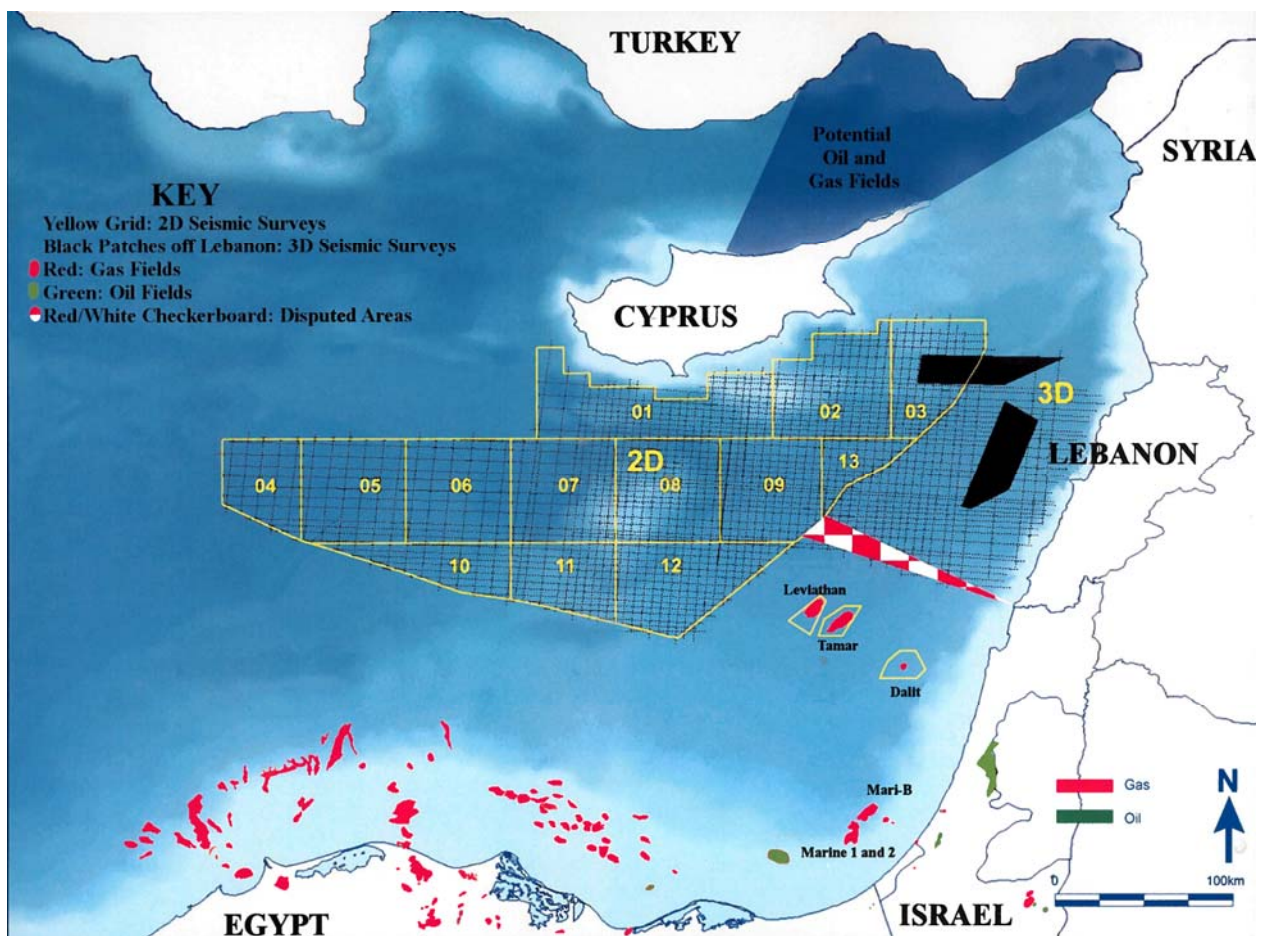 TURKEY
Potential
Oil and
Gas Fields
SYRIA
KEY
Yellow Grid: 2D Seismic Surveys
Black Patches off Lebanon: 3D Seismic Surveys
Red: Gas Fields
Green: Oil Fields
Red/White Checkerboard: Disputed Areas
CYPRUS
01
02
03
3D
LEBANON
04
05
06
07
2D
08
09
13
10
11
12
Leviathan
Tamar
Dalit
Mari-B
Marine 1 and 2
Gas
Oil
N
0
100km
EGYPT
ISRAEL